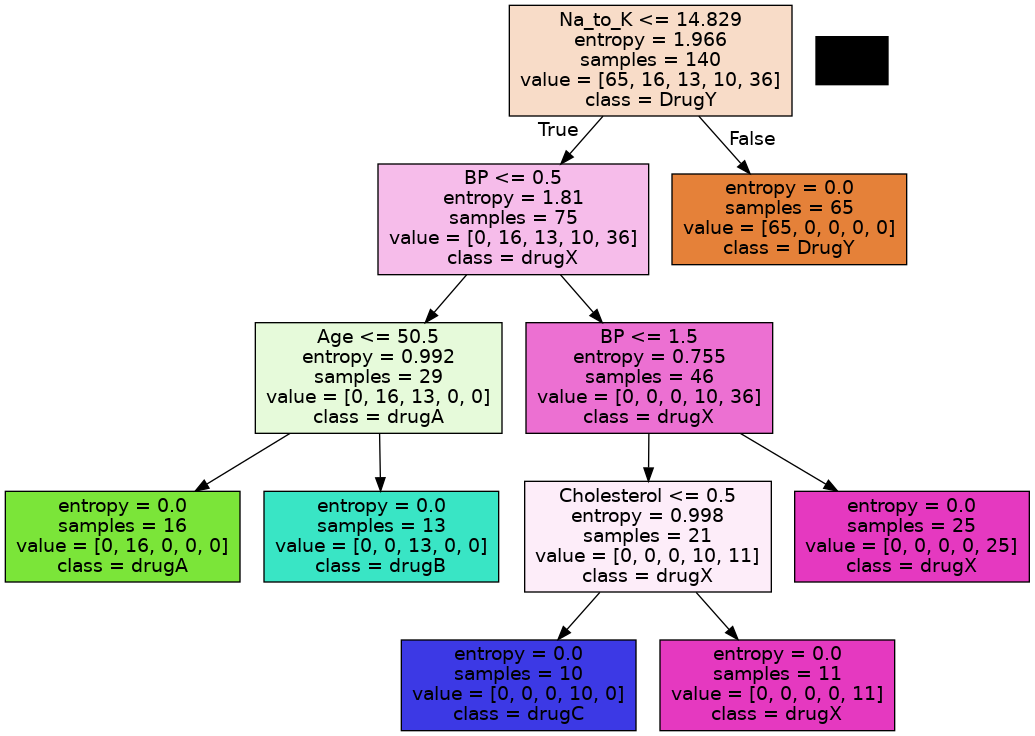 Na_to_K <= 14.829
entropy = 1.966
samples = 140
value = [65, 16, 13, 10, 36]
class = DrugY
True
False
BP <= 0.5
entropy = 1.81
samples = 75
value = [0, 16, 13, 10, 36]
class = drugX
entropy = 0.0
samples = 65
value = [65, 0, 0, 0, 0]
class = DrugY
Age <= 50.5
entropy = 0.992
samples = 29
value = [0, 16, 13, 0, 0]
class = drugA
BP <= 1.5
entropy = 0.755
samples = 46
value = [0, 0, 0, 10, 36]
class = drugX
entropy = 0.0
samples = 16
value = [0, 16, 0, 0, 0]
class = drugA
entropy = 0.0
samples = 13
value = [0, 0, 13, 0, 0]
class = drugB
Cholesterol <= 0.5
entropy = 0.998
samples = 21
value = [0, 0, 0, 10, 11]
class = drugX
entropy = 0.0
samples = 25
value = [0, 0, 0, 0, 25]
class = drugX
entropy = 0.0
samples = 10
value = [0, 0, 0, 10, 0]
class = drugC
entropy = 0.0
samples = 11
value = [0, 0, 0, 0, 11]
class = drugX